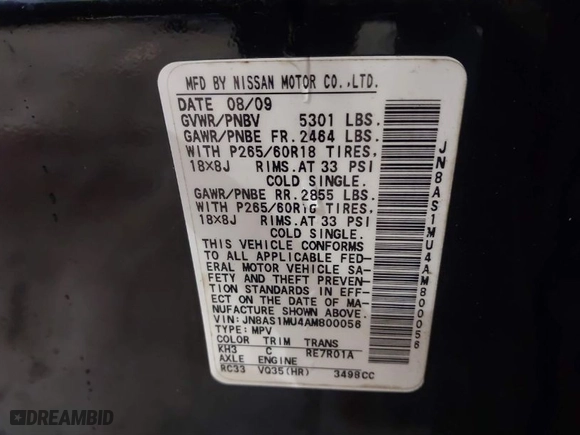 MFD BY NISSAN MOTOR CO.,LTD.
DATE 08/09
GVWR/PNBV 5301 LBS.
GAWR/PNBE FR. 2464 LBS.
WITH P265/60R18 TIRES,
18X8J RIMS. AT 33 PSI
COLD SINGLE.
GAWR/PNBE RR. 2855 LBS.
WITH P265/60R18 TIRES,
18X8J RIMS. AT 33 PSI
COLD SINGLE.
THIS VEHICLE CONFORMS
TO ALL APPLICABLE FED-
ERAL MOTOR VEHICLE SA-
FETY AND THEFT PREVEN-
TION STANDARDS IN EFF-
ECT ON THE DATE OF MA-
NUFACTURE SHOWN ABOVE.
VIN:JN8AS1MU4AM800056
TYPE: MPV
COLOR TRIM TRANS
KH3 C RE7R01A
AXLE ENGINE
RC33 VQ35(HR) 3498CC
JN8AS1MU4AM800056
DREAMBID